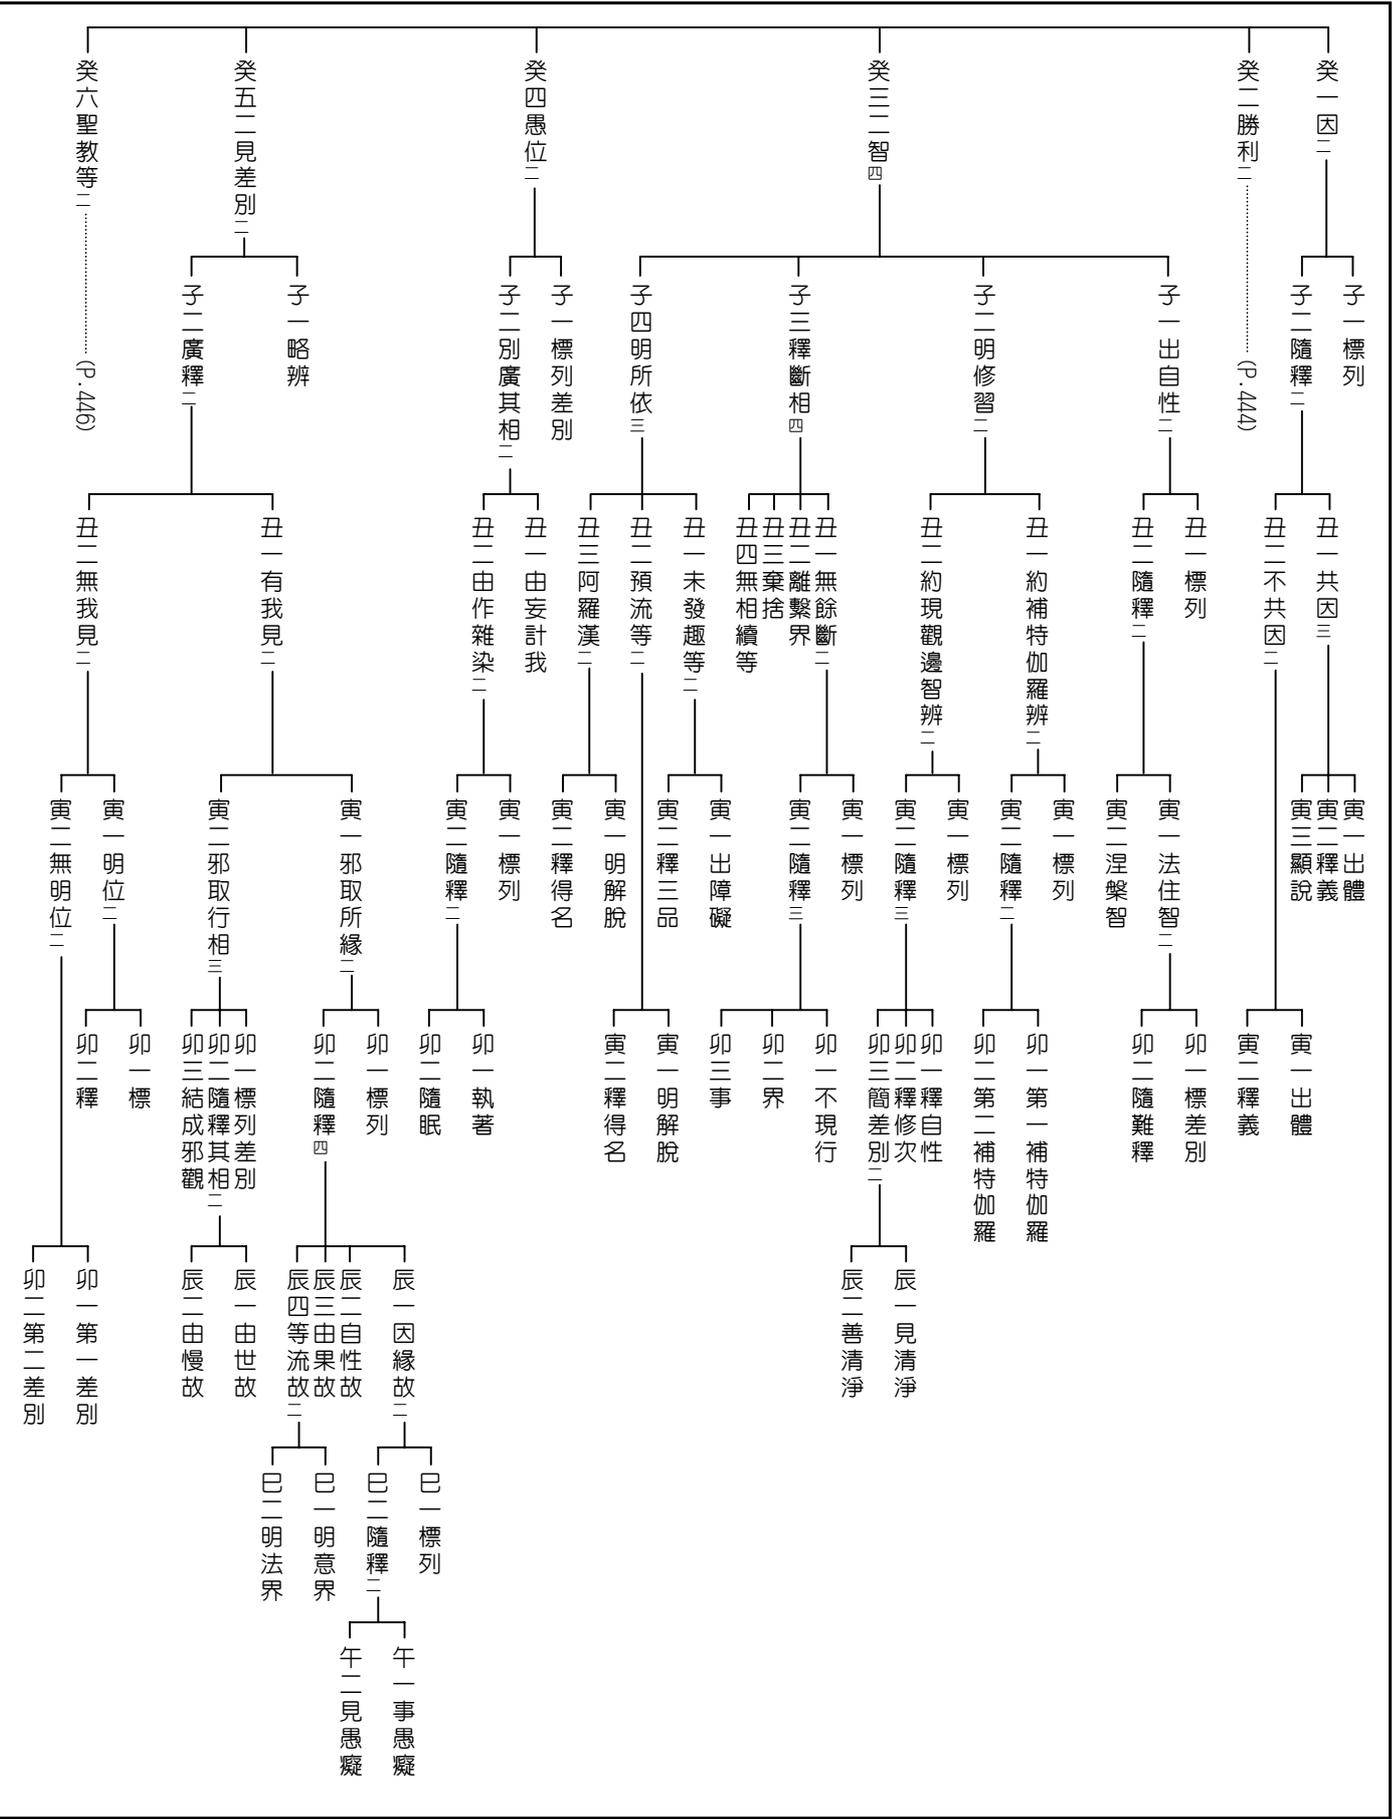 癸一因二
子一標列
子二隨釋二
丑一共因三
寅一出體
寅二釋義
寅三顯說
丑二不共因二
寅一出體
寅二釋義
癸二勝利二
(P.444)
癸三二智四
子一出自性二
丑一標列
丑二隨釋二
寅一法住智二
卯一標差別
卯二隨難釋
寅二涅槃智
子二明修習二
丑一約補特伽羅辨二
寅一標列
寅二隨釋二
卯一第一補特伽羅
卯二第二補特伽羅
丑二約現觀邊智辨二
寅一標列
寅二隨釋三
卯一釋自性
卯二釋修次
卯三簡差別二
辰一見清淨
辰二善清淨
子三釋斷相四
丑一無餘斷二
寅一標列
寅二隨釋三
卯一不現行
卯二界
卯三事
丑二離繫界
丑三棄捨
丑四無相續等
子四明所依三
丑一未發趣等二
寅一出障礙
寅二釋三品
丑二預流等二
寅一明解脫
寅二釋得名
丑三阿羅漢二
寅一明解脫
寅二釋得名
癸四愚位二
子一標列差別
子二別廣其相二
丑一由妄計我
丑二由作雜染二
寅一標列
寅二隨釋二
卯一執著
卯二隨眠
癸五二見差別二
子一略辨
子二廣釋二
丑一有我見二
寅一邪取所緣二
卯一標列
卯二隨釋四
辰一因緣故二
巳一標列
巳二隨釋二
午一事愚癡
午二見愚癡
辰二自性故
辰三由果故
辰四等流故二
巳一明意界
巳二明法界
寅二邪取行相三
卯一標列差別
卯二隨釋其相二
辰一由世故
辰二由慢故
卯三結成邪觀
丑二無我見二
寅一明位二
卯一標
卯二釋
寅二無明位二
卯一第一差別
卯二第二差別
癸六聖教等二
(P.446)